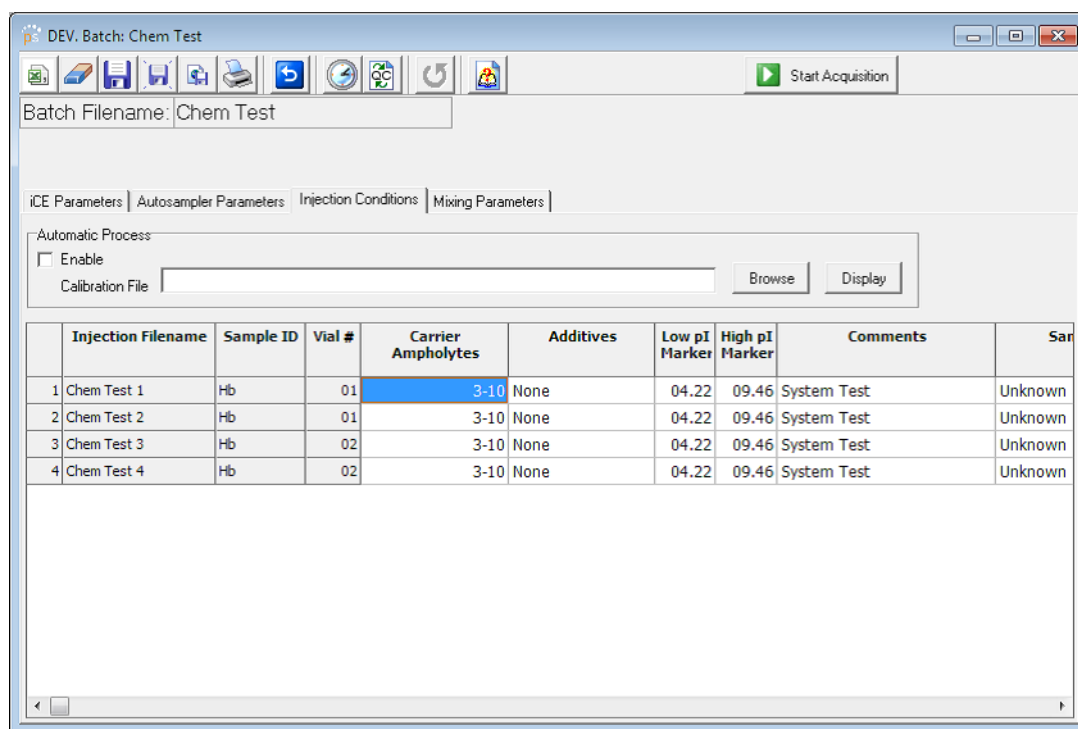 DEV. Batch: Chem Test
Start Acquisition
Batch Filename: Chem Test
iCE Parameters Autosampler Parameters Injection Conditions Mixing Parameters
Automatic Process
Enable
Calibration File Browse Display
Injection Filename Sample ID Vial # Carrier Ampholytes Additives Low pI Marker High pI Marker Comments San
1 Chem Test 1 Hb 01 3-10 None 04.22 09.46 System Test Unknown
2 Chem Test 2 Hb 01 3-10 None 04.22 09.46 System Test Unknown
3 Chem Test 3 Hb 02 3-10 None 04.22 09.46 System Test Unknown
4 Chem Test 4 Hb 02 3-10 None 04.22 09.46 System Test Unknown